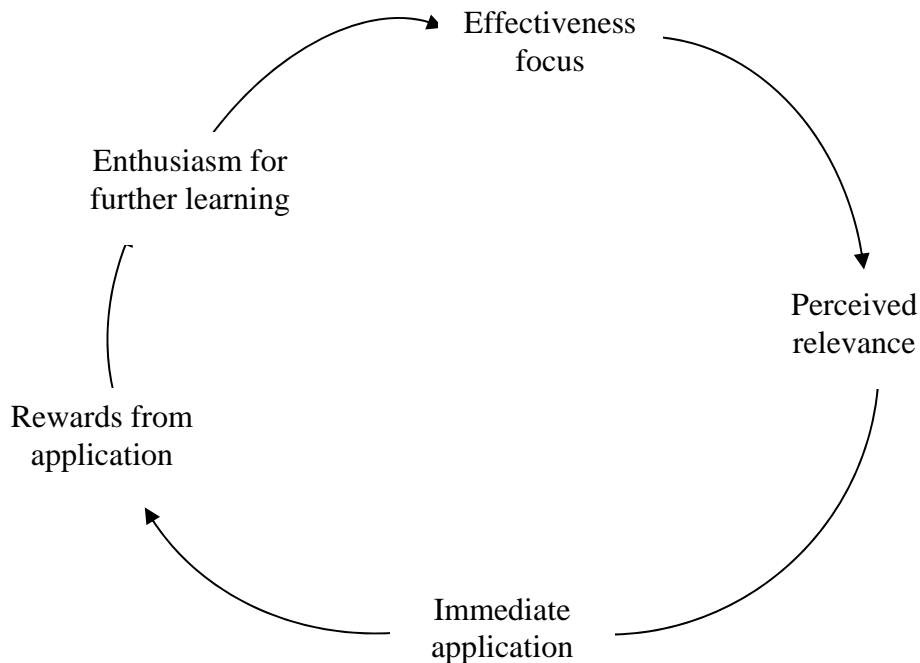 Effectiveness
focus
Perceived
relevance
Immediate
application
Rewards from
application
Enthusiasm for
further learning